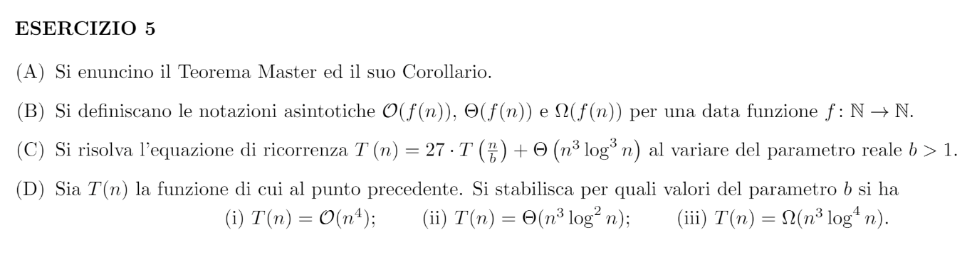 ESERCIZIO 5
(A) Si enuncino il Teorema Master ed il suo Corollario.
(B) Si definiscano le notazioni asintotiche 𝒪(f(n)), Θ(f(n)) e Ω(f(n)) per una data funzione f: ℕ → ℕ.
(C) Si risolva l'equazione di ricorrenza T (n) = 27 · T (n/b) + Θ (n³ log³ n) al variare del parametro reale b > 1.
(D) Sia T(n) la funzione di cui al punto precedente. Si stabilisca per quali valori del parametro b si ha
(i) T(n) = 𝒪(n⁴); (ii) T(n) = Θ(n³ log² n); (iii) T(n) = Ω(n³ log⁴ n).